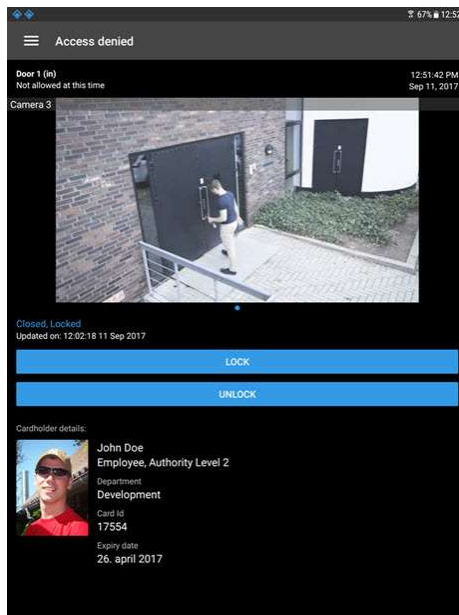 67% 12:52
Access denied
Door 1 (in)
12:51:42 PM
Not allowed at this time
Sep 11, 2017
Camera 3
Closed, Locked
Updated on: 12:02:18 11 Sep 2017
LOCK
UNLOCK
Cardholder details:
John Doe
Employee, Authority Level 2
Department
Development
Card Id
17554
Expiry date
26. april 2017